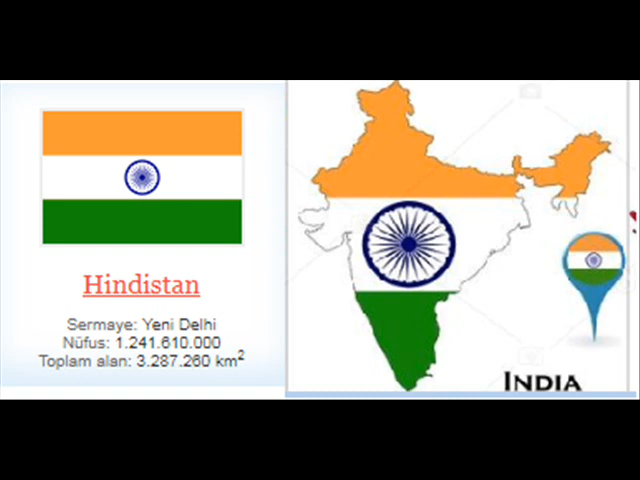 Hindistan
Sermaye: Yeni Delhi
Nüfus: 1.241.610.000
Toplam alan: 3.287.260 km²
INDIA